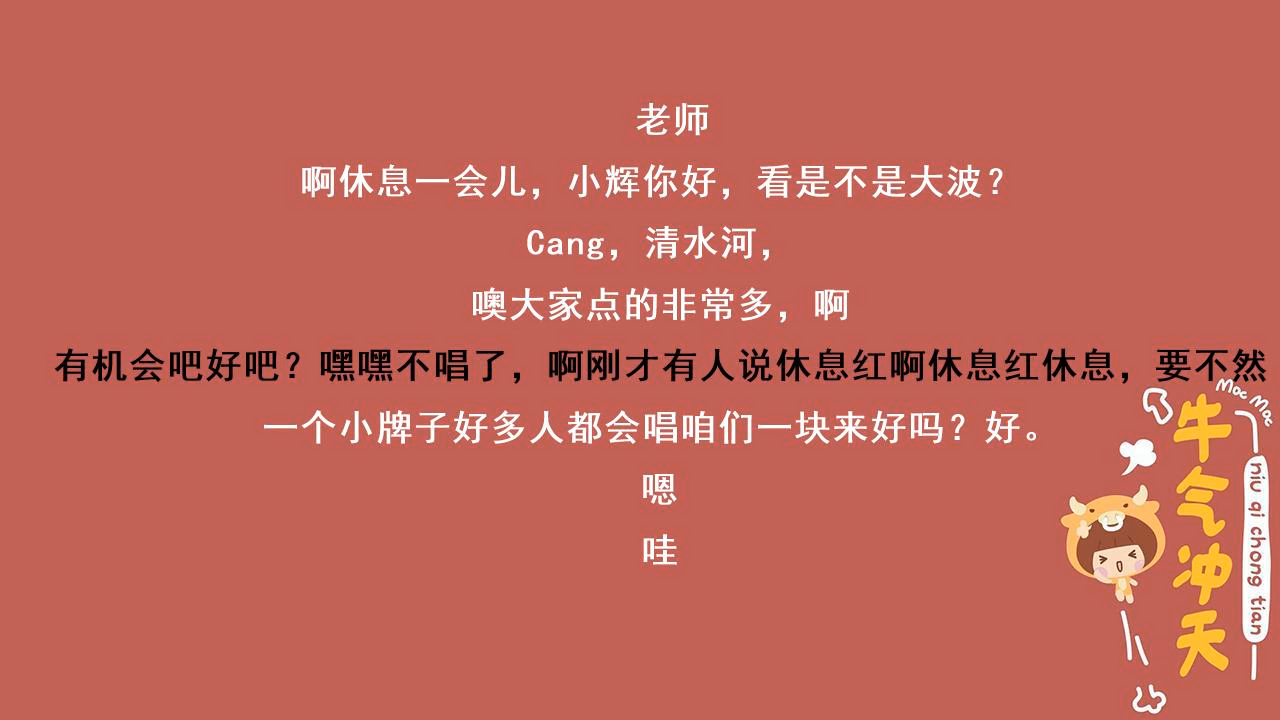 老师
啊休息一会儿，小辉你好，看是不是大波？
Cang，清水河，
噢大家点的非常多，啊
有机会吧好吧？嘿嘿不唱了，啊刚才有人说休息红啊休息红休息，要不然
一个小牌子好多人都会唱咱们一块来好吗？好。
嗯
哇
Moc Moc
牛气冲天
niu qi chong tian